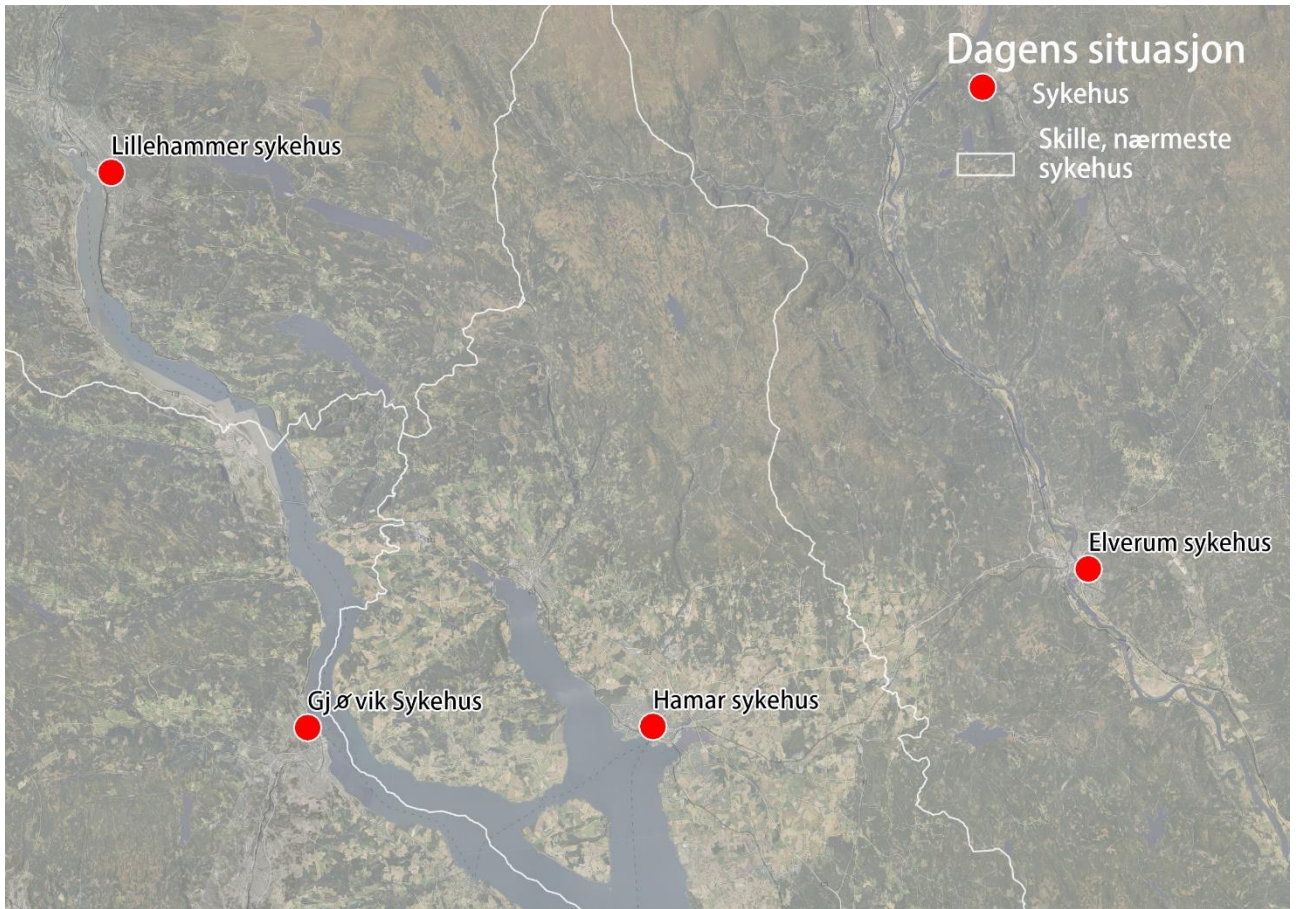 Dagens situasjon
Sykehus
Skille, nærmeste
sykehus
Lillehammer sykehus
Elverum sykehus
Gjøvik Sykehus
Hamar sykehus